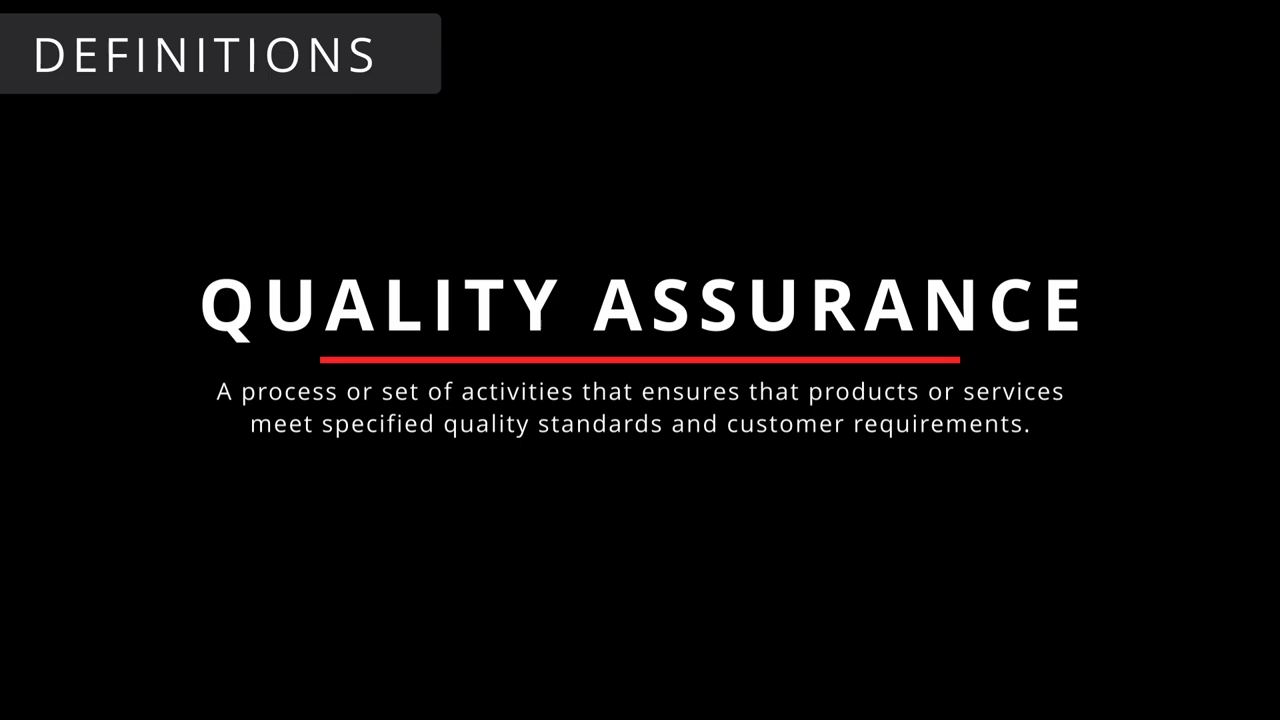 DEFINITIONS
QUALITY ASSURANCE
A process or set of activities that ensures that products or services
meet specified quality standards and customer requirements.